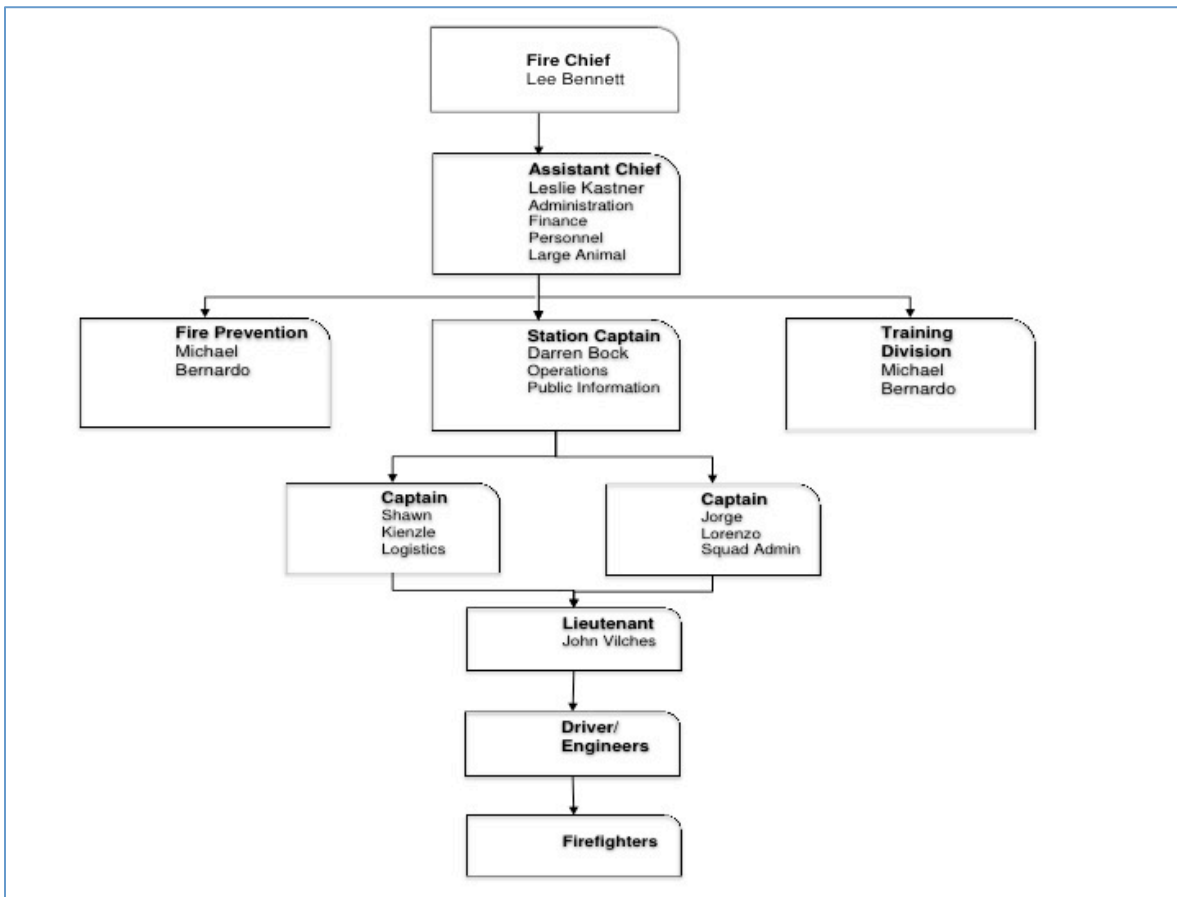 Fire Chief
Lee Bennett
Assistant Chief
Leslie Kastner
Administration
Finance
Personnel
Large Animal
Fire Prevention
Michael
Bernardo
Station Captain
Darren Bock
Operations
Public Information
Training
Division
Michael
Bernardo
Captain
Shawn
Kienzle
Logistics
Captain
Jorge
Lorenzo
Squad Admin
Lieutenant
John Vilches
Driver/
Engineers
Firefighters